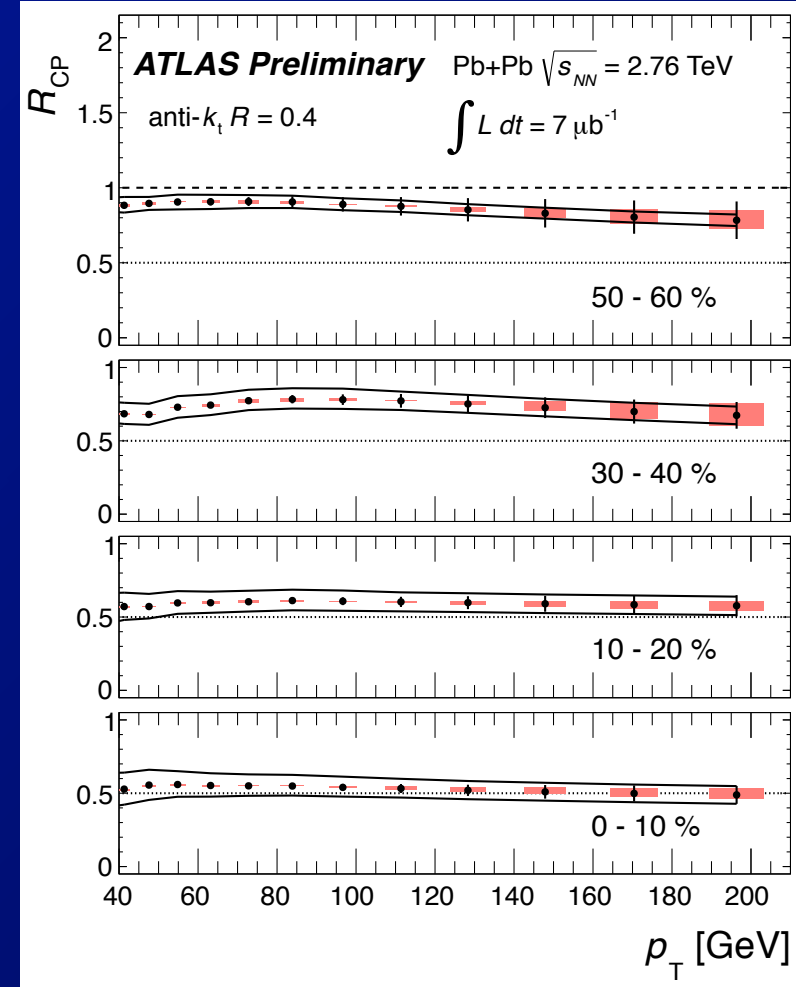 R_CP
2
ATLAS Preliminary Pb+Pb √s_NN = 2.76 TeV
1.5
anti-k_t R = 0.4 ∫ L dt = 7 μb⁻¹
1
0.5
50 - 60 %
0
1
0.5
30 - 40 %
0
1
0.5
10 - 20 %
0
1
0.5
0 - 10 %
0
40 60 80 100 120 140 160 180 200
p_T [GeV]